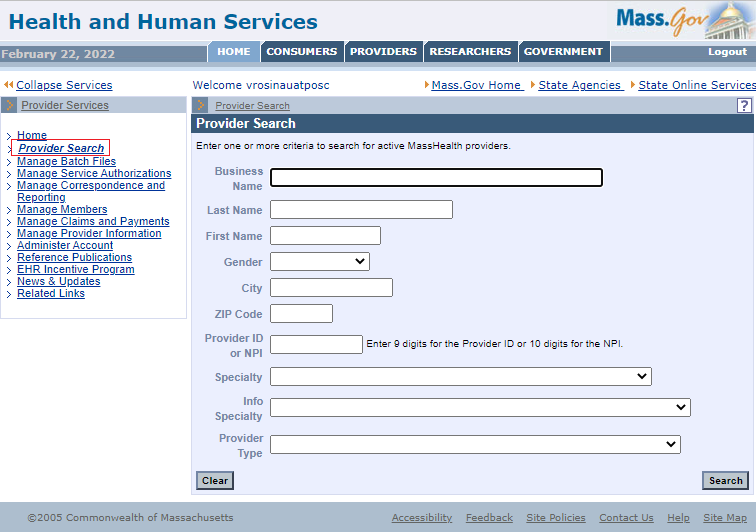 Health and Human Services
Mass.Gov
February 22, 2022
HOME CONSUMERS PROVIDERS RESEARCHERS GOVERNMENT
Logout
Collapse Services
Welcome vrosinauatposc
Mass.Gov Home
State Agencies
State Online Services
Provider Services
Provider Search
?
Home
Provider Search
Manage Batch Files
Manage Service Authorizations
Manage Correspondence and
Reporting
Manage Members
Manage Claims and Payments
Manage Provider Information
Administer Account
Reference Publications
EHR Incentive Program
News & Updates
Related Links
Provider Search
Enter one or more criteria to search for active MassHealth providers.
Business
Name
Last Name
First Name
Gender
City
ZIP Code
Provider ID
or NPI
Enter 9 digits for the Provider ID or 10 digits for the NPI.
Specialty
Info
Specialty
Provider
Type
Clear
Search
©2005 Commonwealth of Massachusetts
Accessibility Feedback Site Policies Contact Us Help Site Map